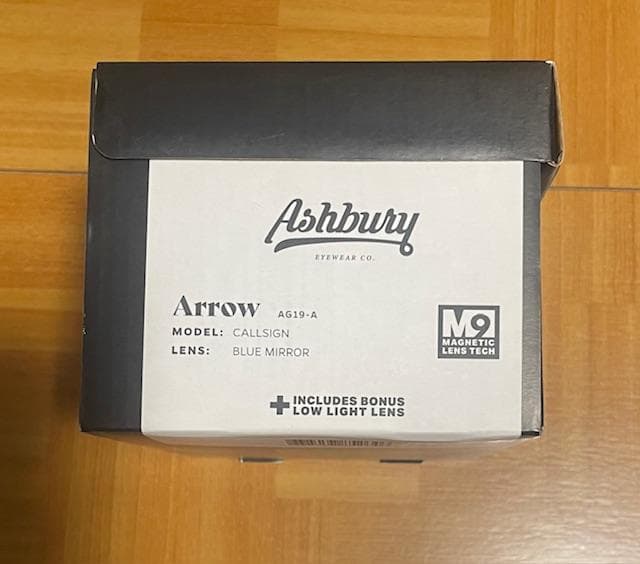 Ashbury
EYEWEAR CO.
Arrow AG19-A
MODEL: CALLSIGN
LENS: BLUE MIRROR
M9
MAGNETIC
LENS TECH
+ INCLUDES BONUS
LOW LIGHT LENS